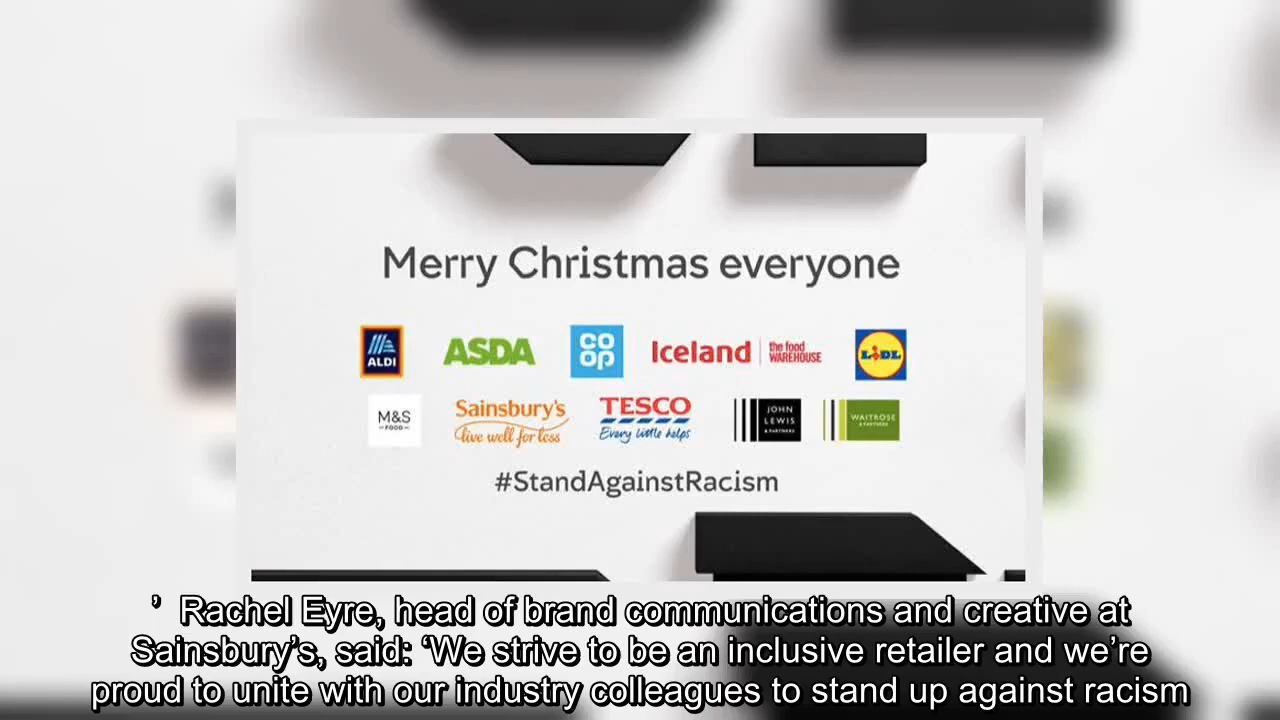 Merry Christmas everyone
ALDI
ASDA
CO
OP
Iceland
the food
WAREHOUSE
LIDL
M&S
FOOD
Sainsbury's
live well for less
TESCO
Every little helps
JOHN
LEWIS
& PARTNERS
WAITROSE
& PARTNERS
#StandAgainstRacism
’ Rachel Eyre, head of brand communications and creative at
Sainsbury’s, said: ‘We strive to be an inclusive retailer and we’re
proud to unite with our industry colleagues to stand up against racism